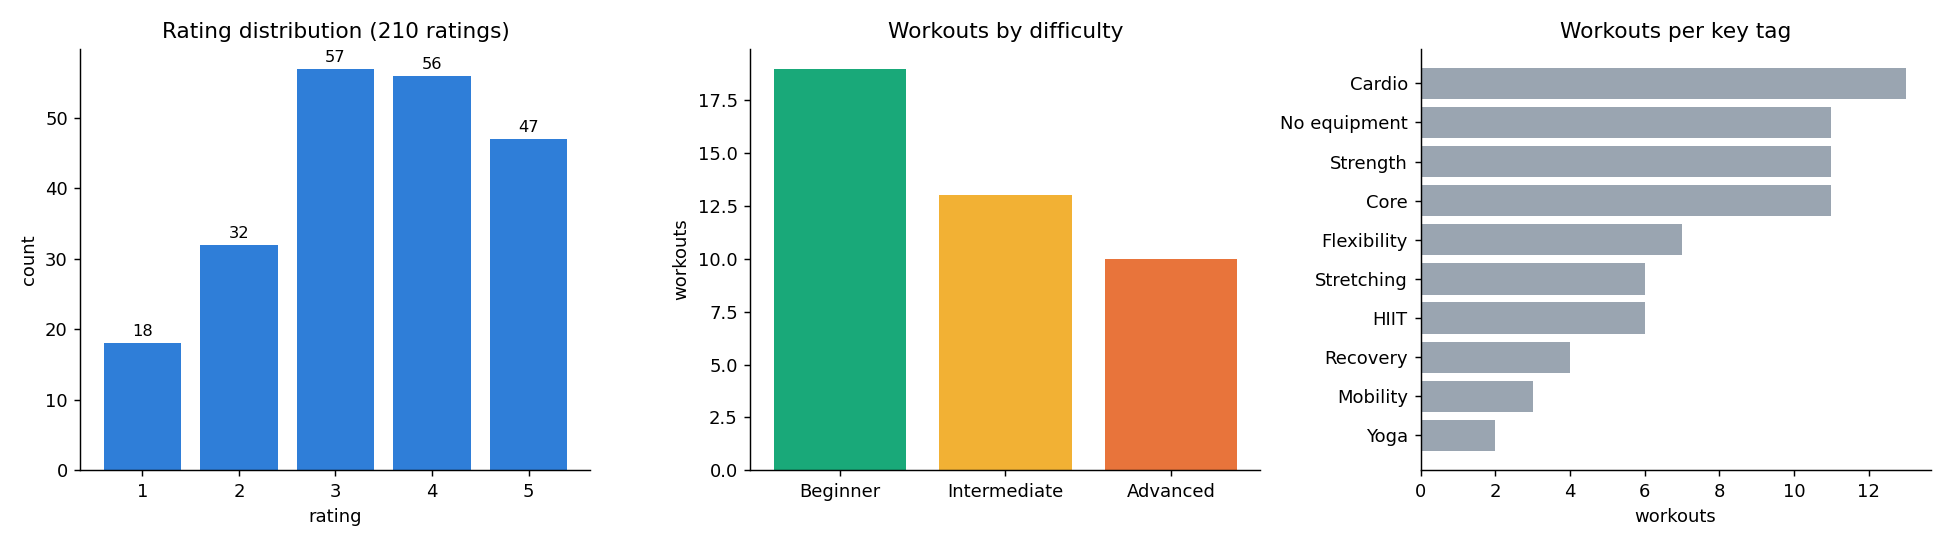 Rating distribution (210 ratings)
count
50
40
30
20
10
0
18
32
57
56
47
1 2 3 4 5
rating
Workouts by difficulty
workouts
17.5
15.0
12.5
10.0
7.5
5.0
2.5
0.0
Beginner Intermediate Advanced
Workouts per key tag
Cardio
No equipment
Strength
Core
Flexibility
Stretching
HIIT
Recovery
Mobility
Yoga
0 2 4 6 8 10 12
workouts